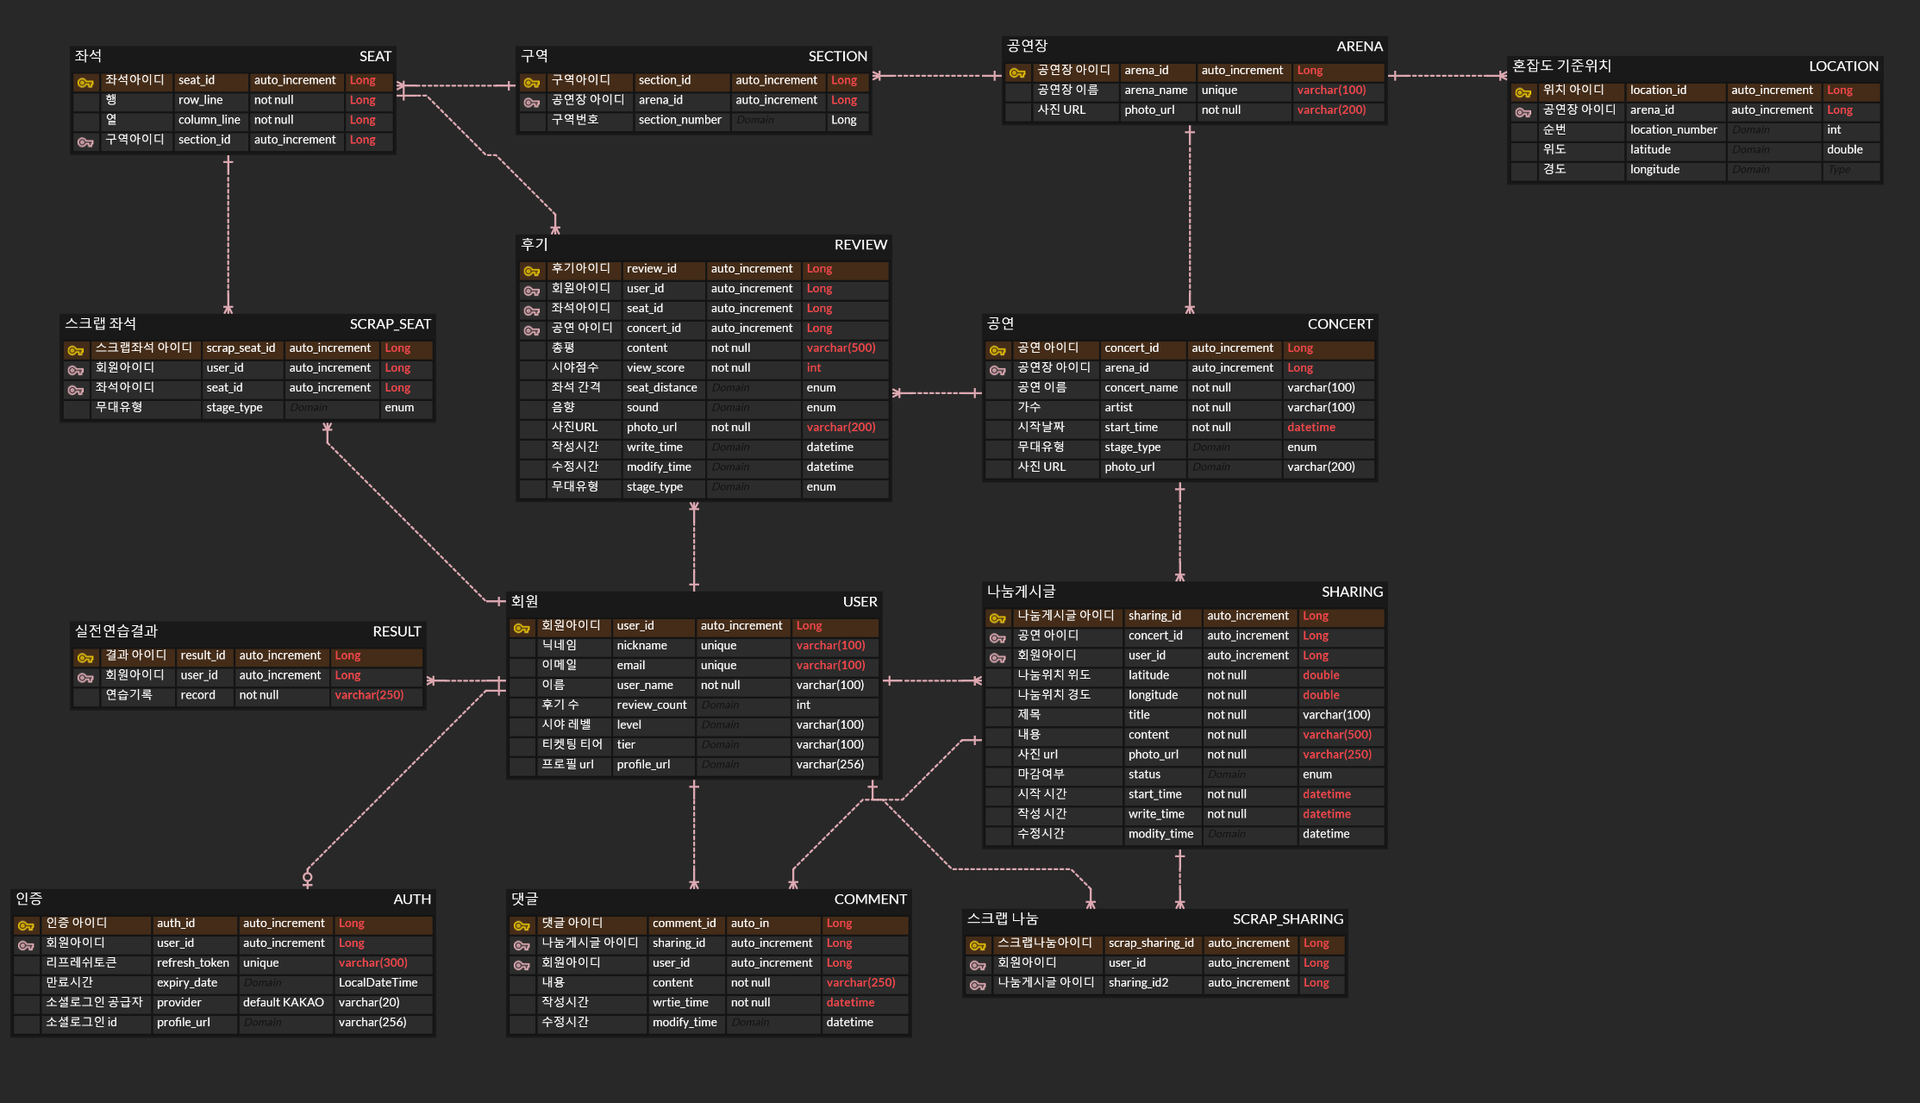 좌석 SEAT
좌석아이디 seat_id auto_increment Long
행 row_line not null Long
열 column_line not null Long
구역아이디 section_id auto_increment Long
구역 SECTION
구역아이디 section_id auto_increment Long
공연장 아이디 arena_id auto_increment Long
구역번호 section_number Domain Long
공연장 ARENA
공연장 아이디 arena_id auto_increment Long
공연장 이름 arena_name unique varchar(100)
사진 URL photo_url not null varchar(200)
혼잡도 기준위치 LOCATION
위치 아이디 location_id auto_increment Long
공연장 아이디 arena_id auto_increment Long
순번 location_number Domain int
위도 latitude Domain double
경도 longitude Domain Type
후기 REVIEW
후기아이디 review_id auto_increment Long
회원아이디 user_id auto_increment Long
좌석아이디 seat_id auto_increment Long
공연 아이디 concert_id auto_increment Long
총평 content not null varchar(500)
시야점수 view_score not null int
좌석 간격 seat_distance Domain enum
음향 sound Domain enum
사진URL photo_url not null varchar(200)
작성시간 write_time Domain datetime
수정시간 modify_time Domain datetime
무대유형 stage_type Domain enum
스크랩 좌석 SCRAP_SEAT
스크랩좌석 아이디 scrap_seat_id auto_increment Long
회원아이디 user_id auto_increment Long
좌석아이디 seat_id auto_increment Long
무대유형 stage_type Domain enum
공연 CONCERT
공연 아이디 concert_id auto_increment Long
공연장 아이디 arena_id auto_increment Long
공연 이름 concert_name not null varchar(100)
가수 artist not null varchar(100)
시작날짜 start_time not null datetime
무대유형 stage_type Domain enum
사진 URL photo_url Domain varchar(200)
회원 USER
회원아이디 user_id auto_increment Long
닉네임 nickname unique varchar(100)
이메일 email unique varchar(100)
이름 user_name not null varchar(100)
후기 수 review_count Domain int
시야 레벨 level Domain varchar(100)
티켓팅 티어 tier Domain varchar(100)
프로필 url profile_url Domain varchar(256)
실전연습결과 RESULT
결과 아이디 result_id auto_increment Long
회원아이디 user_id auto_increment Long
연습기록 record not null varchar(250)
나눔게시글 SHARING
나눔게시글 아이디 sharing_id auto_increment Long
공연 아이디 concert_id auto_increment Long
회원아이디 user_id auto_increment Long
나눔위치 위도 latitude not null double
나눔위치 경도 longitude not null double
제목 title not null varchar(100)
내용 content not null varchar(500)
사진 url photo_url not null varchar(250)
마감여부 status Domain enum
시작 시간 start_time not null datetime
작성 시간 write_time not null datetime
수정시간 modity_time Domain datetime
인증 AUTH
인증 아이디 auth_id auto_increment Long
회원아이디 user_id auto_increment Long
리프레쉬토큰 refresh_token unique varchar(300)
만료시간 expiry_date Domain LocalDateTime
소셜로그인 공급자 provider default KAKAO varchar(20)
소셜로그인 id profile_url Domain varchar(256)
댓글 COMMENT
댓글 아이디 comment_id auto_in Long
나눔게시글 아이디 sharing_id auto_increment Long
회원아이디 user_id auto_increment Long
내용 content not null varchar(250)
작성시간 wrtie_time not null datetime
수정시간 modify_time Domain datetime
스크랩 나눔 SCRAP_SHARING
스크랩나눔아이디 scrap_sharing_id auto_increment Long
회원아이디 user_id auto_increment Long
나눔게시글 아이디 sharing_id2 auto_increment Long